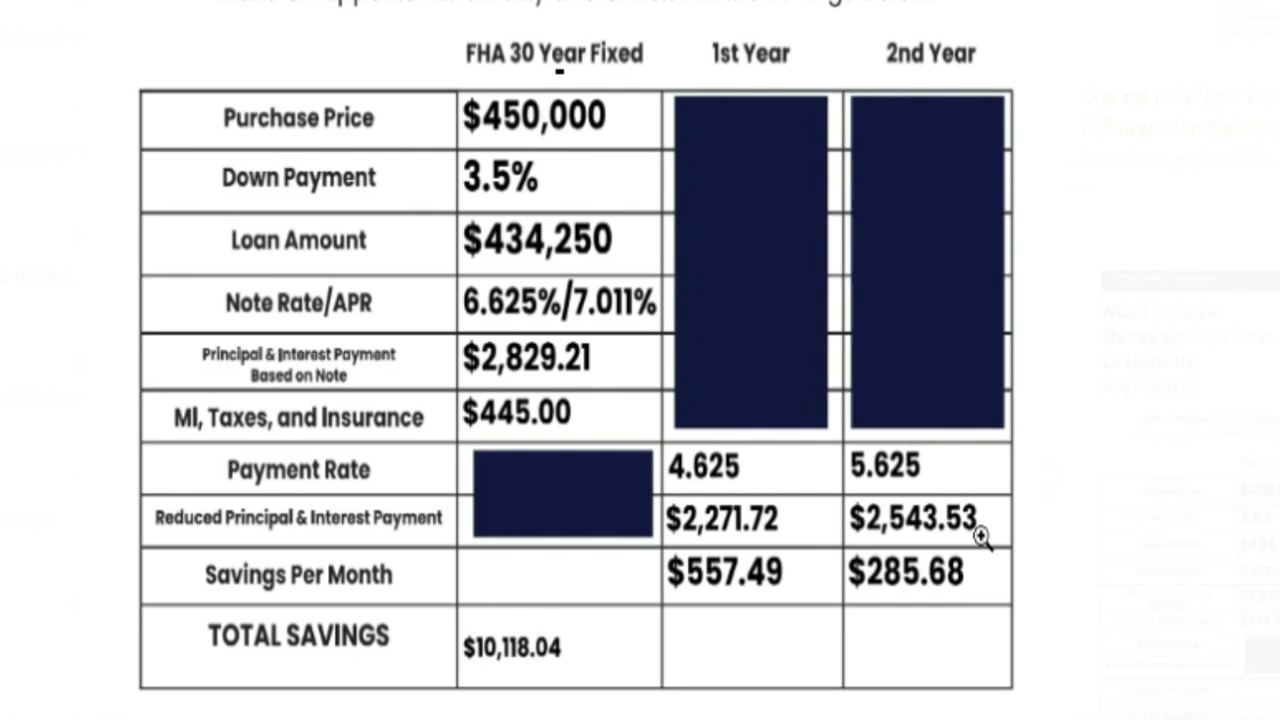 FHA 30 Year Fixed 1st Year 2nd Year
Purchase Price $450,000
Down Payment 3.5%
Loan Amount $434,250
Note Rate/APR 6.625%/7.011%
Principal & Interest Payment
Based on Note $2,829.21
MI, Taxes, and Insurance $445.00
Payment Rate 4.625 5.625
Reduced Principal & Interest Payment $2,271.72 $2,543.53
Savings Per Month $557.49 $285.68
TOTAL SAVINGS $10,118.04